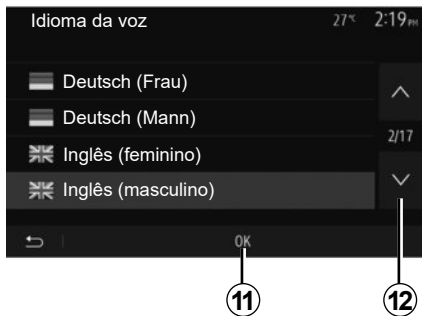 Idioma da voz 27°C 2:19PM
Deutsch (Frau)
Deutsch (Mann)
2/17
Inglês (feminino)
Inglês (masculino)
OK
11 12